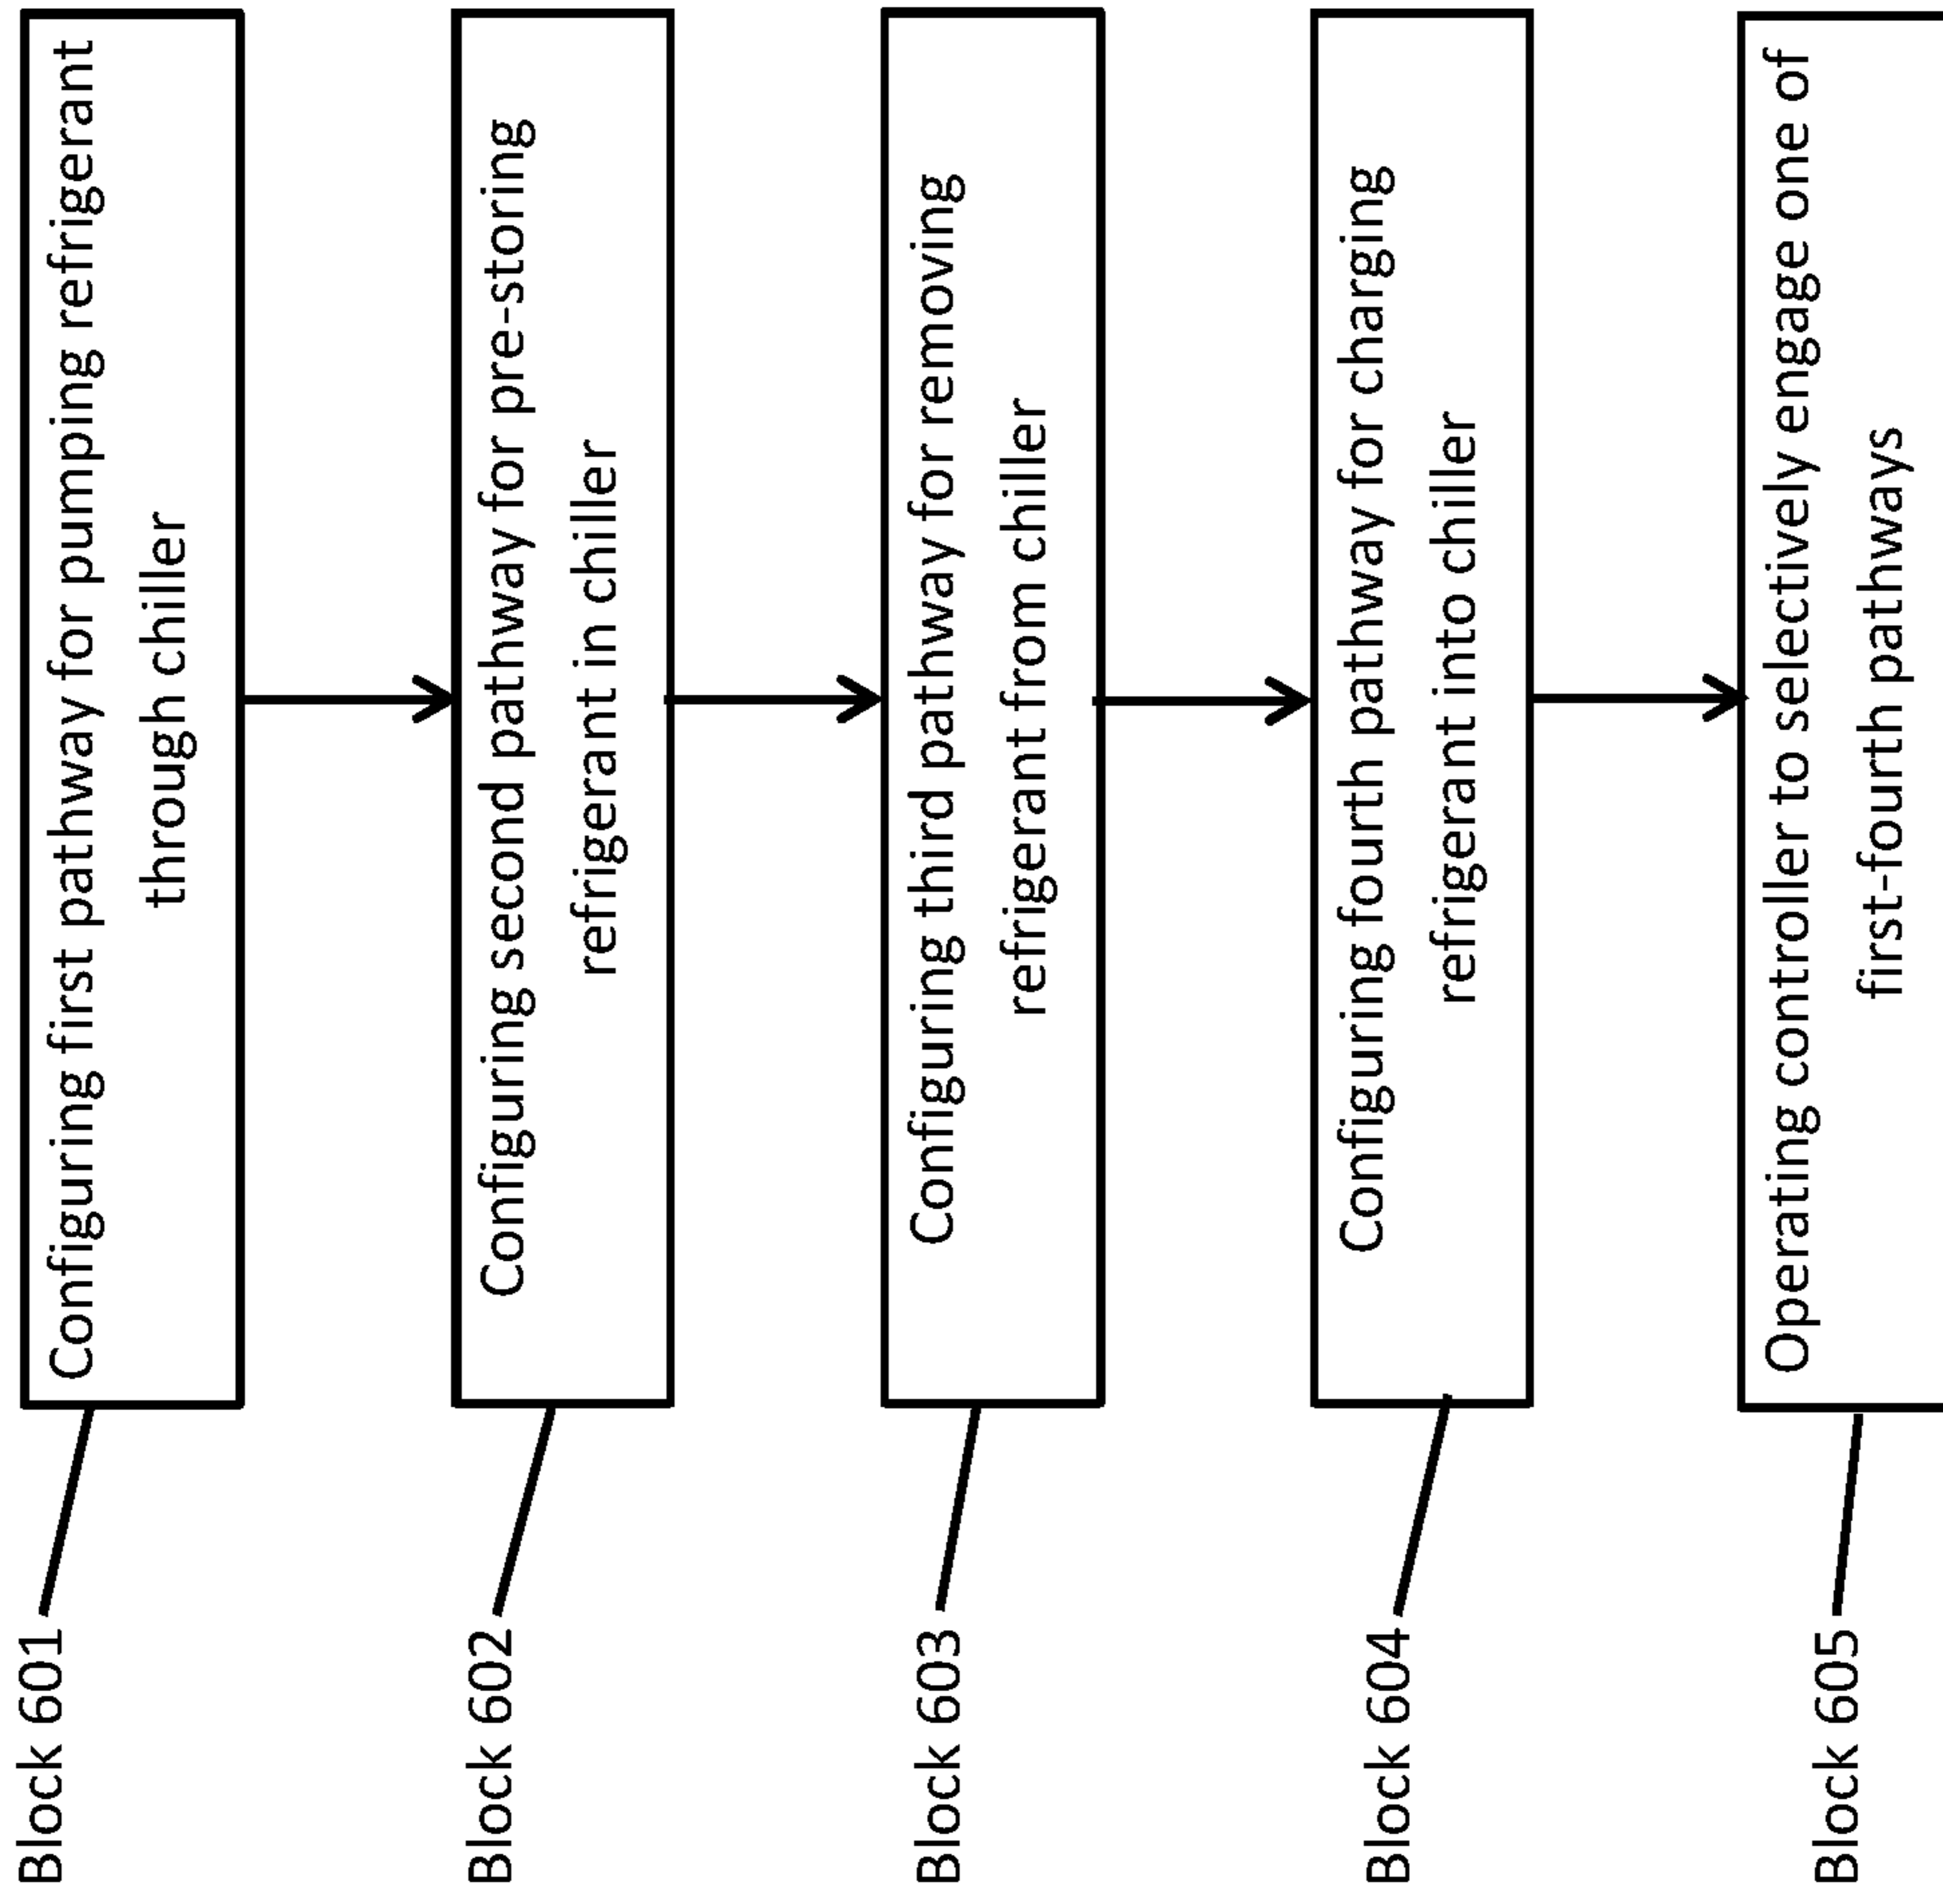 Block 601
Configuring first pathway for pumping refrigerant
through chiller
Block 602
Configuring second pathway for pre-storing
refrigerant in chiller
Block 603
Configuring third pathway for removing
refrigerant from chiller
Block 604
Configuring fourth pathway for charging
refrigerant into chiller
Block 605
Operating controller to selectively engage one of
first-fourth pathways